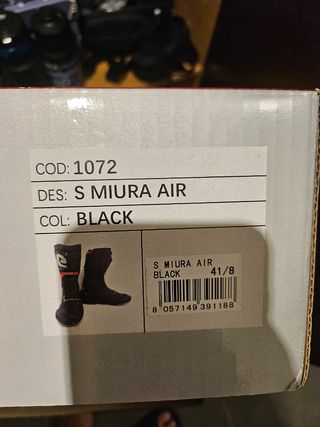 COD: 1072
DES: S MIURA AIR
COL: BLACK
S MIURA AIR
BLACK 41/8
8 057149 391188